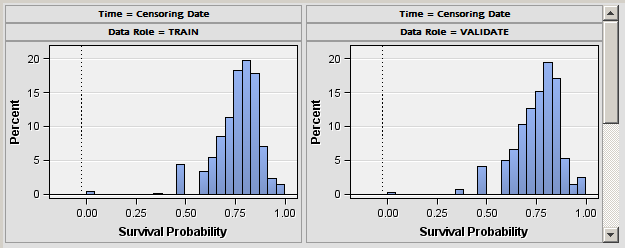 Time = Censoring Date
Data Role = TRAIN
Percent
20
15
10
5
0
0.00 0.25 0.50 0.75 1.00
Survival Probability
Time = Censoring Date
Data Role = VALIDATE
Percent
20
15
10
5
0
0.00 0.25 0.50 0.75 1.00
Survival Probability